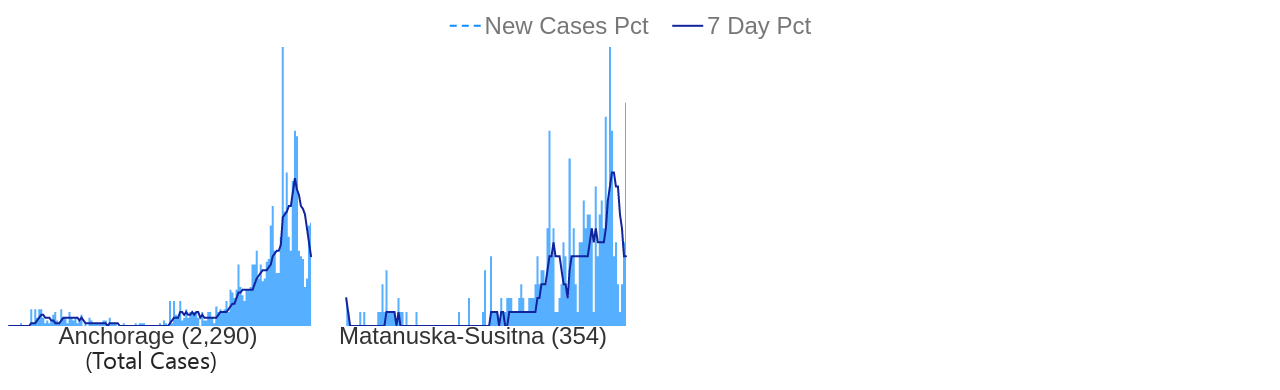 New Cases Pct 7 Day Pct
Anchorage (2,290) Matanuska-Susitna (354)
(Total Cases)